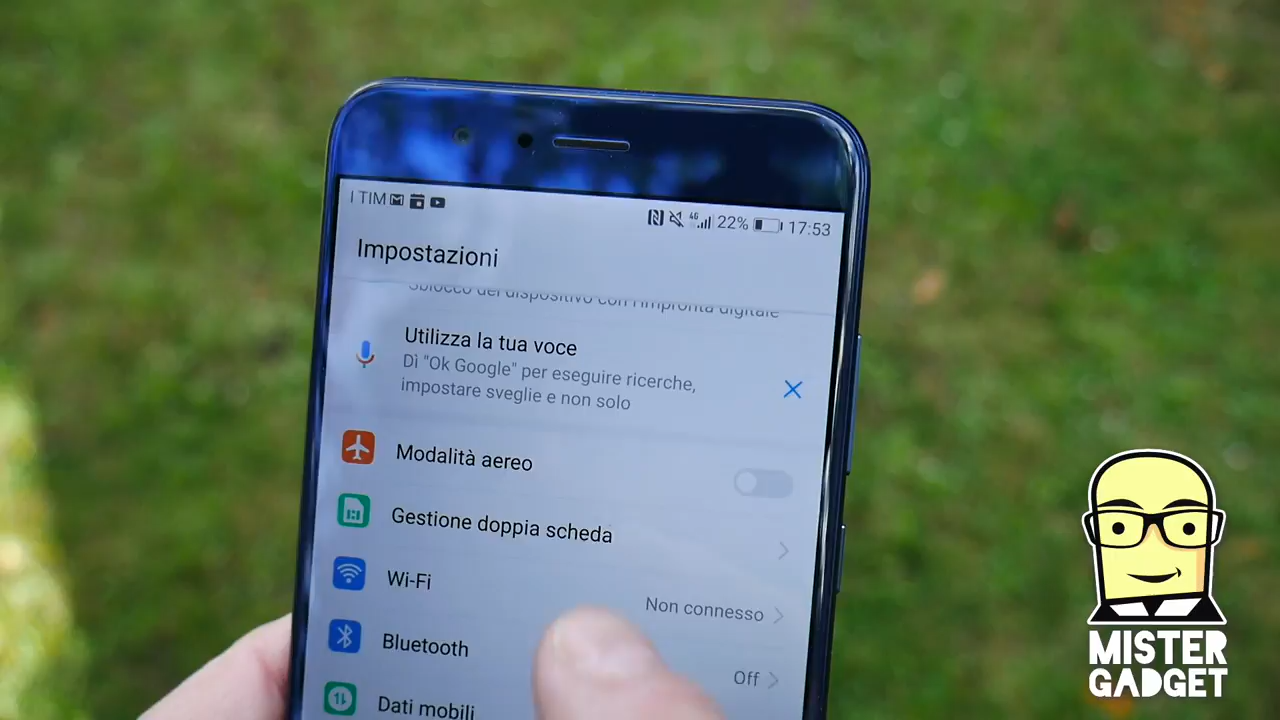 TIM
4G
22%
17:53
Impostazioni
Sblocco del dispositivo con l'impronta digitale
Utilizza la tua voce
Dì "Ok Google" per eseguire ricerche,
impostare sveglie e non solo
Modalità aereo
Gestione doppia scheda
Wi-Fi
Non connesso
Bluetooth
Off
Dati mobili
MISTER
GADGET